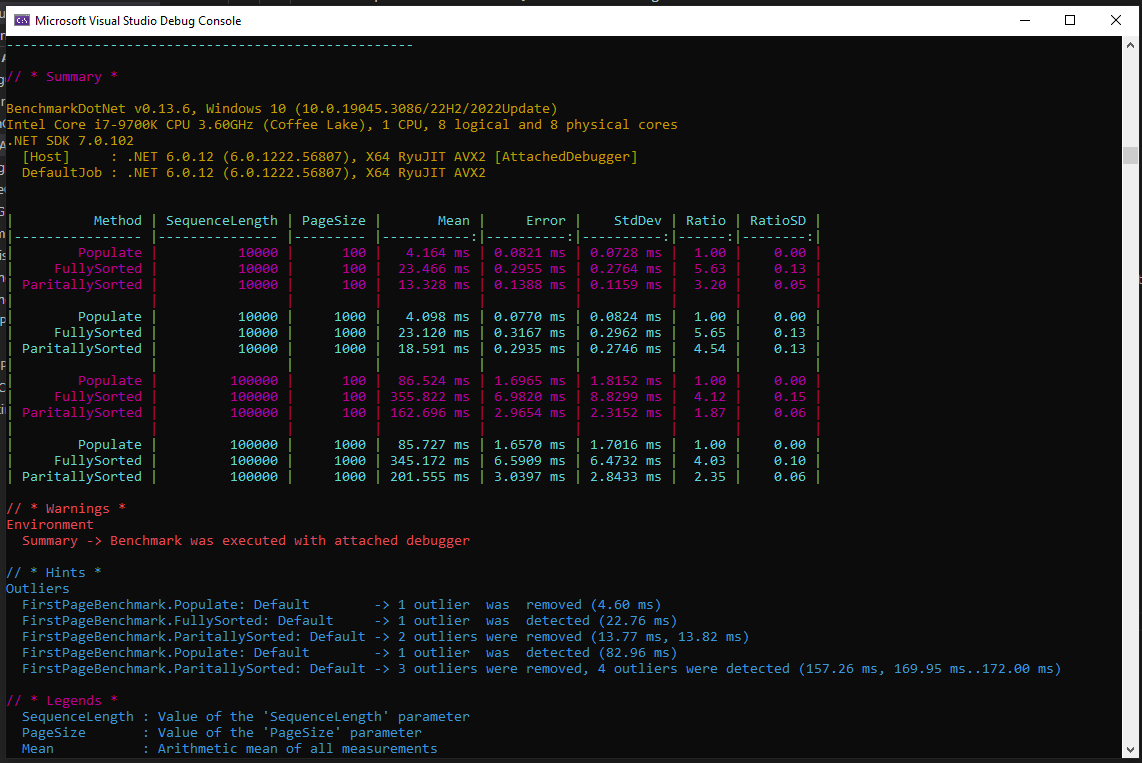 Microsoft Visual Studio Debug Console
---------------------------------------------------
// * Summary *
BenchmarkDotNet v0.13.6, Windows 10 (10.0.19045.3086/22H2/2022Update)
Intel Core i7-9700K CPU 3.60GHz (Coffee Lake), 1 CPU, 8 logical and 8 physical cores
.NET SDK 7.0.102
  [Host]     : .NET 6.0.12 (6.0.1222.56807), X64 RyuJIT AVX2 [AttachedDebugger]
  DefaultJob : .NET 6.0.12 (6.0.1222.56807), X64 RyuJIT AVX2
|          Method | SequenceLength | PageSize |       Mean |     Error |    StdDev | Ratio | RatioSD |
|---------------- |--------------- |--------- |-----------:|----------:|----------:|------:|--------:|
|        Populate |          10000 |      100 |   4.164 ms | 0.0821 ms | 0.0728 ms |  1.00 |    0.00 |
|     FullySorted |          10000 |      100 |  23.466 ms | 0.2955 ms | 0.2764 ms |  5.63 |    0.13 |
| ParitallySorted |          10000 |      100 |  13.328 ms | 0.1388 ms | 0.1159 ms |  3.20 |    0.05 |
|                 |                |          |            |           |           |       |         |
|        Populate |          10000 |     1000 |   4.098 ms | 0.0770 ms | 0.0824 ms |  1.00 |    0.00 |
|     FullySorted |          10000 |     1000 |  23.120 ms | 0.3167 ms | 0.2962 ms |  5.65 |    0.13 |
| ParitallySorted |          10000 |     1000 |  18.591 ms | 0.2935 ms | 0.2746 ms |  4.54 |    0.13 |
|                 |                |          |            |           |           |       |         |
|        Populate |         100000 |      100 |  86.524 ms | 1.6965 ms | 1.8152 ms |  1.00 |    0.00 |
|     FullySorted |         100000 |      100 | 355.822 ms | 6.9820 ms | 8.8299 ms |  4.12 |    0.15 |
| ParitallySorted |         100000 |      100 | 162.696 ms | 2.9654 ms | 2.3152 ms |  1.87 |    0.06 |
|                 |                |          |            |           |           |       |         |
|        Populate |         100000 |     1000 |  85.727 ms | 1.6570 ms | 1.7016 ms |  1.00 |    0.00 |
|     FullySorted |         100000 |     1000 | 345.172 ms | 6.5909 ms | 6.4732 ms |  4.03 |    0.10 |
| ParitallySorted |         100000 |     1000 | 201.555 ms | 3.0397 ms | 2.8433 ms |  2.35 |    0.06 |
// * Warnings *
Environment
  Summary -> Benchmark was executed with attached debugger
// * Hints *
Outliers
  FirstPageBenchmark.Populate: Default        -> 1 outlier  was  removed (4.60 ms)
  FirstPageBenchmark.FullySorted: Default     -> 1 outlier  was  detected (22.76 ms)
  FirstPageBenchmark.ParitallySorted: Default -> 2 outliers were removed (13.77 ms, 13.82 ms)
  FirstPageBenchmark.Populate: Default        -> 1 outlier  was  detected (82.96 ms)
  FirstPageBenchmark.ParitallySorted: Default -> 3 outliers were removed, 4 outliers were detected (157.26 ms, 169.95 ms..172.00 ms)
// * Legends *
  SequenceLength : Value of the 'SequenceLength' parameter
  PageSize       : Value of the 'PageSize' parameter
  Mean           : Arithmetic mean of all measurements